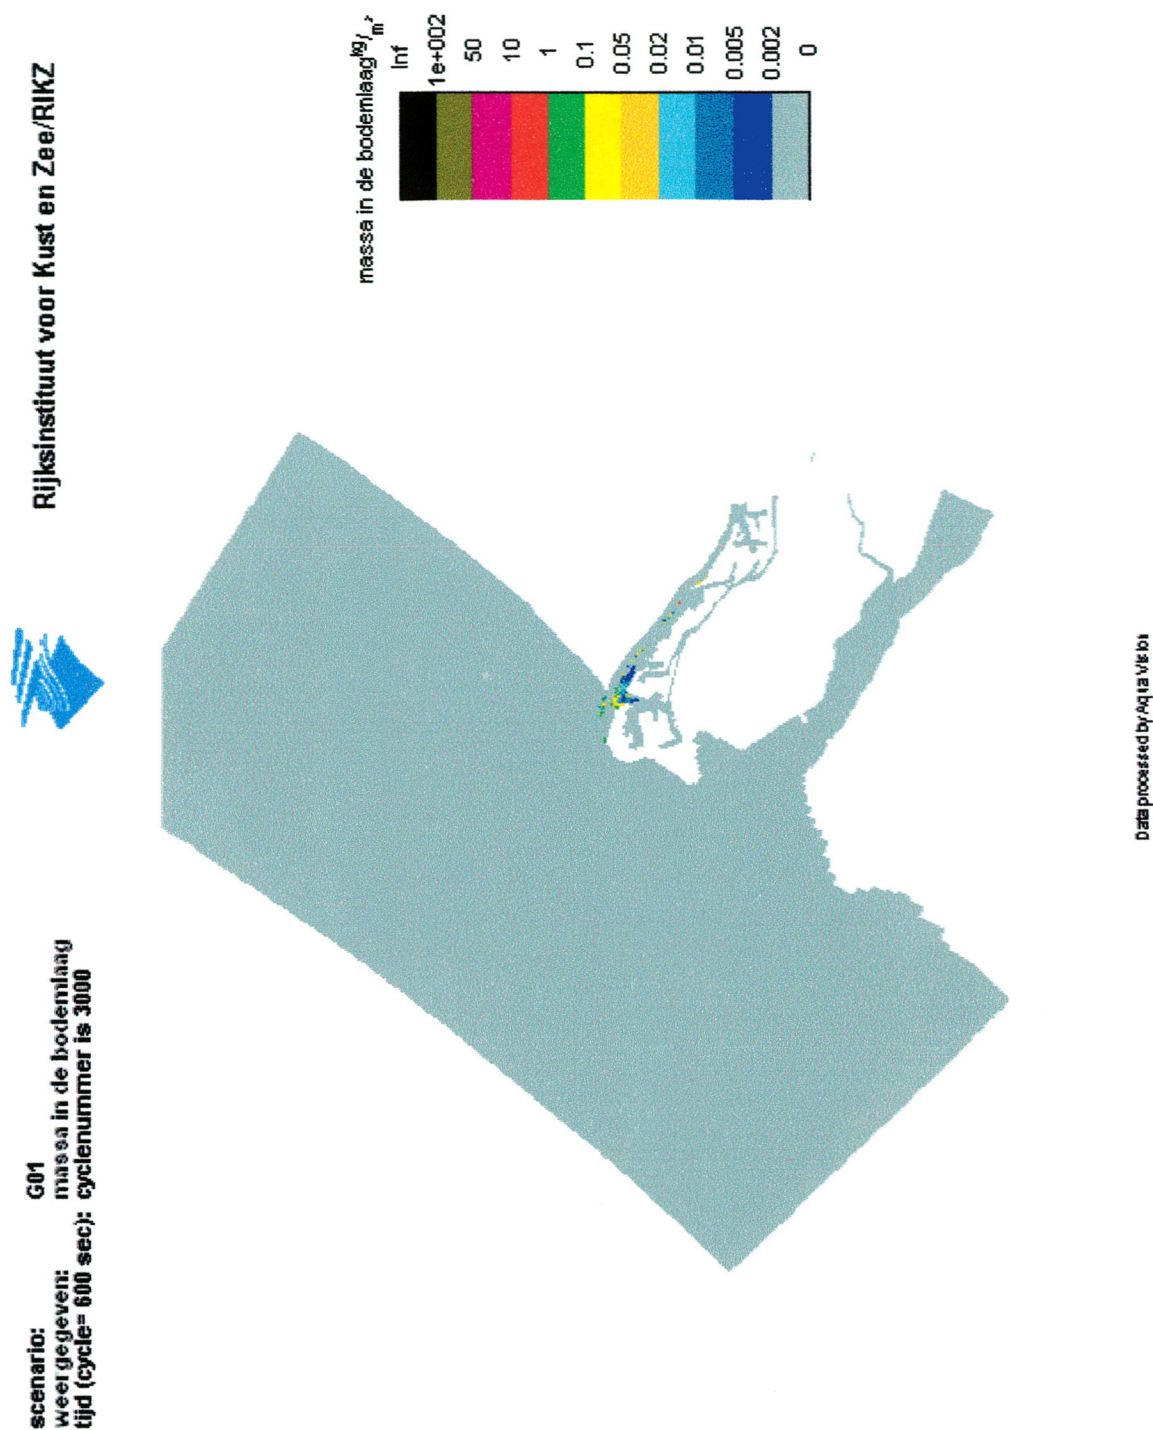 scenario: G01
weergegeven: massa in de bodemlaag
tijd (cycle= 600 sec): cyclenummer is 3000
Rijksinstituut voor Kust en Zee/RIKZ
massa in de bodemlaag kg/m²
Inf
1e+002
50
10
1
0.1
0.05
0.02
0.01
0.005
0.002
0
Data processed by Aqua Vision